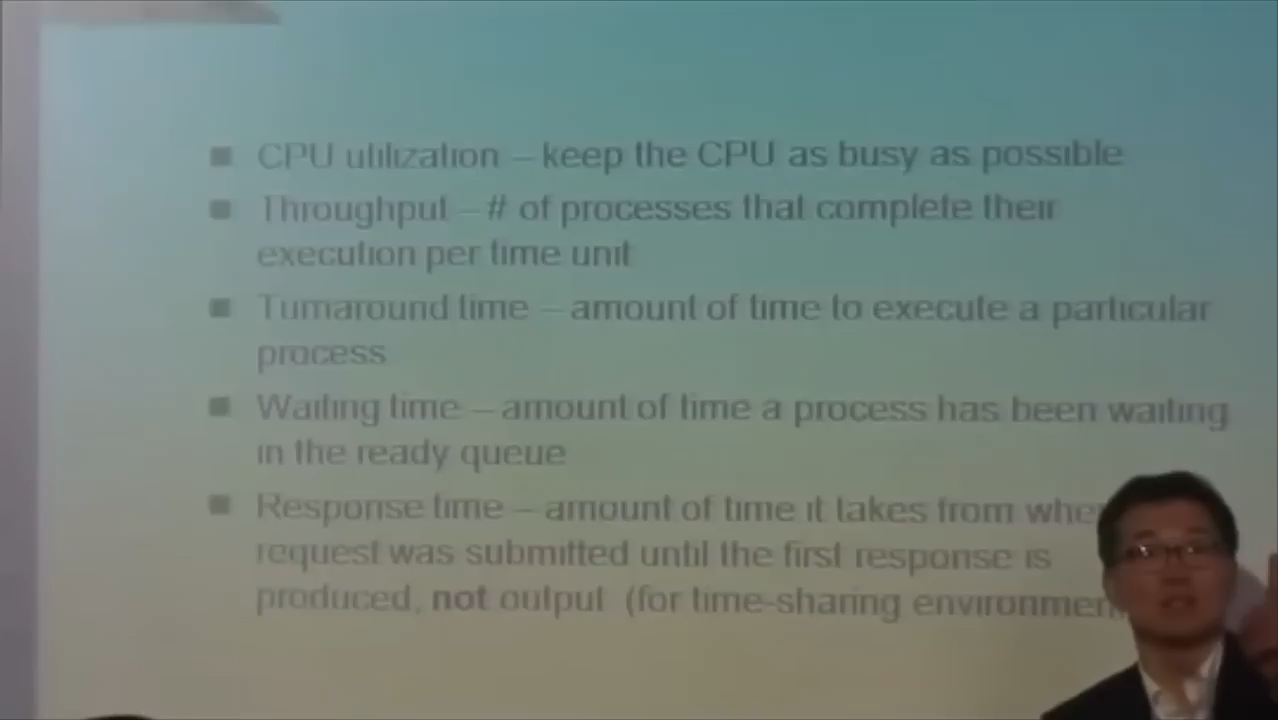 CPU utilization – keep the CPU as busy as possible
Throughput – # of processes that complete their
execution per time unit
Turnaround time – amount of time to execute a particular
process
Waiting time – amount of time a process has been waiting
in the ready queue
Response time – amount of time it takes from
request was submitted until the first response is
produced, not output (for time-sharing